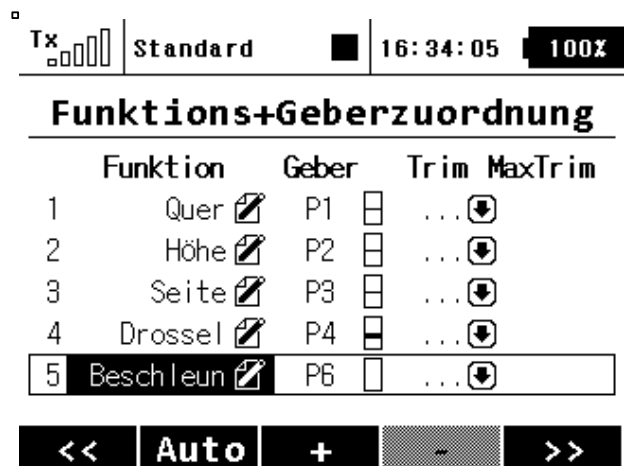 Tx Standard 16:34:05 100%
Funktions+Geberzuordnung
Funktion Geber Trim MaxTrim
1 Quer P1 ...
2 Höhe P2 ...
3 Seite P3 ...
4 Drossel P4 ...
5 Beschleun P6 ...
<< Auto + - >>